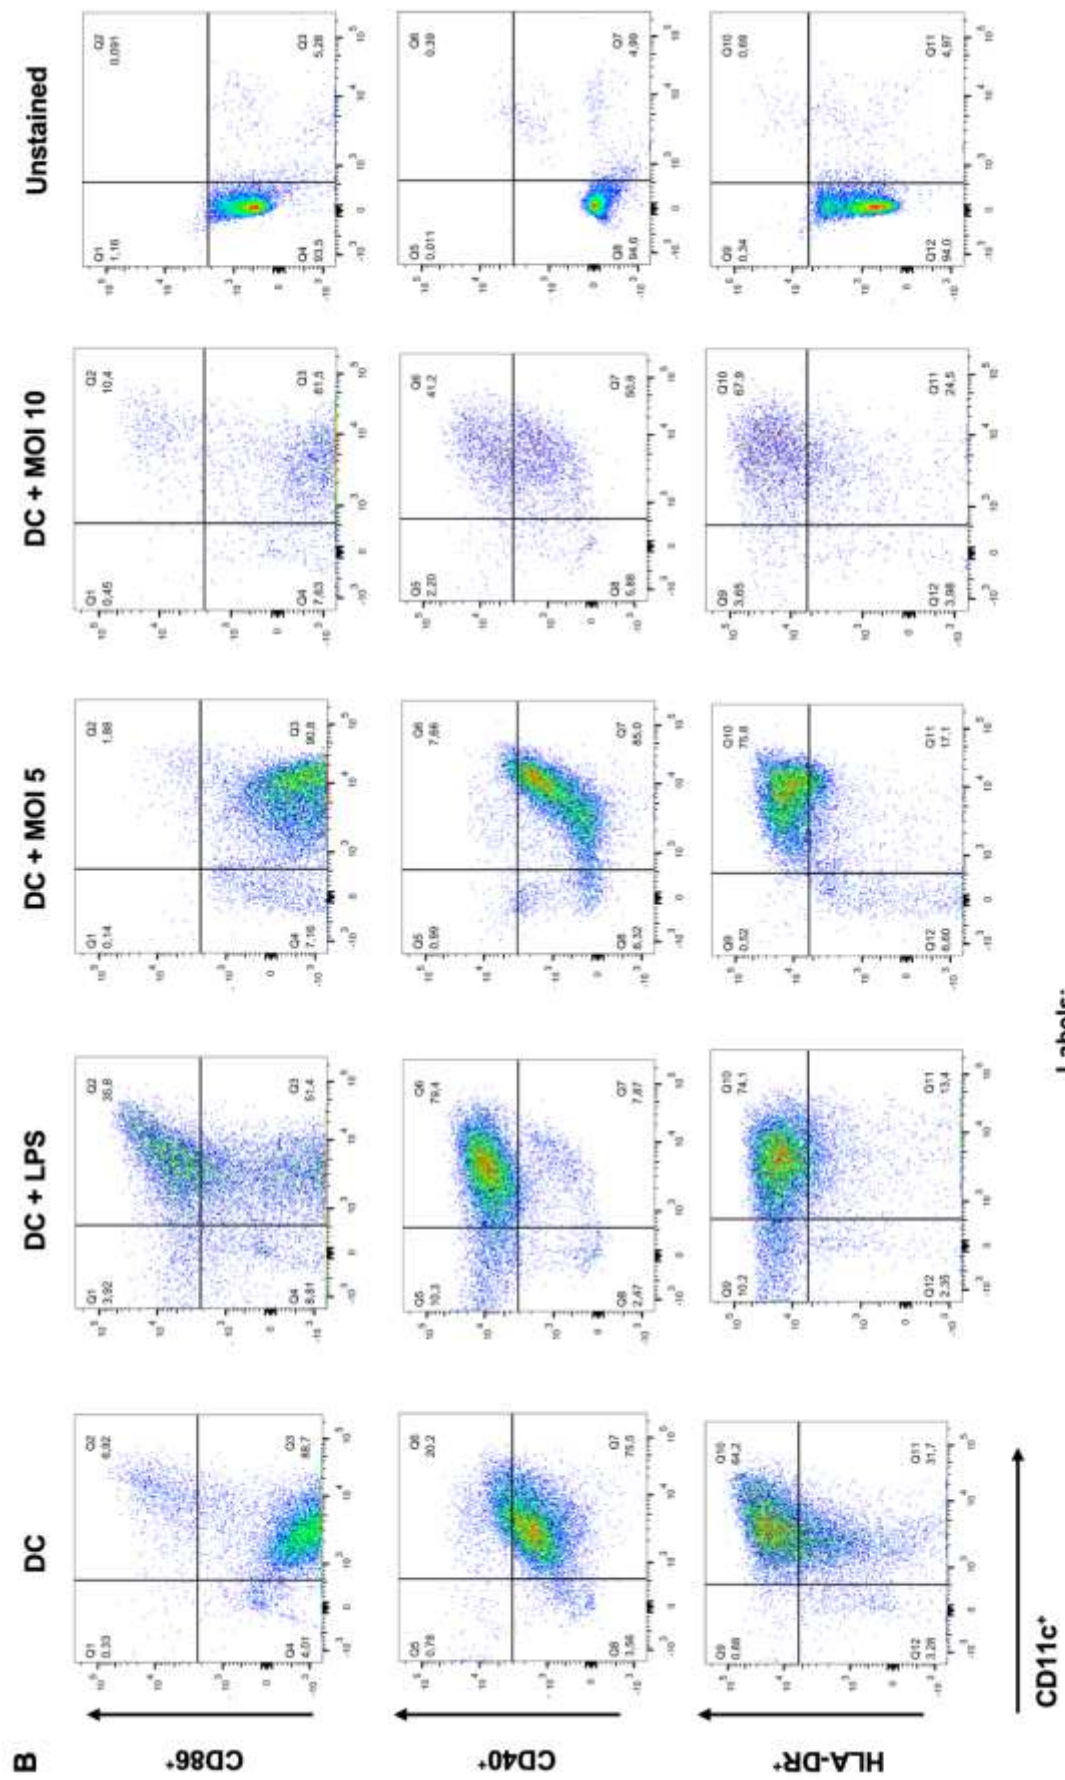 B
DC
DC + LPS
DC + MOI 5
DC + MOI 10
Unstained
CD86⁺
Q1
0,33
Q2
6,92
Q3
88,7
Q4
4,01
Q1
3,92
Q2
35,8
Q3
51,4
Q4
8,81
Q1
0,14
Q2
1,88
Q3
90,8
Q4
7,16
Q1
0,45
Q2
10,4
Q3
81,5
Q4
7,63
Q1
1,16
Q2
0,091
Q3
5,28
Q4
93,5
CD40⁺
Q5
0,78
Q6
20,2
Q7
75,5
Q8
3,56
Q5
10,3
Q6
79,4
Q7
7,87
Q8
2,47
Q5
0,99
Q6
7,66
Q7
85,0
Q8
6,32
Q5
2,20
Q6
41,2
Q7
50,8
Q8
5,86
Q5
0,011
Q6
0,39
Q7
4,99
Q8
94,6
HLA-DR⁺
Q9
0,86
Q10
64,2
Q11
31,7
Q12
3,28
Q9
10,2
Q10
74,1
Q11
13,4
Q12
2,35
Q9
0,52
Q10
75,8
Q11
17,1
Q12
6,60
Q9
3,65
Q10
67,9
Q11
24,5
Q12
3,98
Q9
0,34
Q10
0,69
Q11
4,97
Q12
94,0
CD11c⁺
Labels: